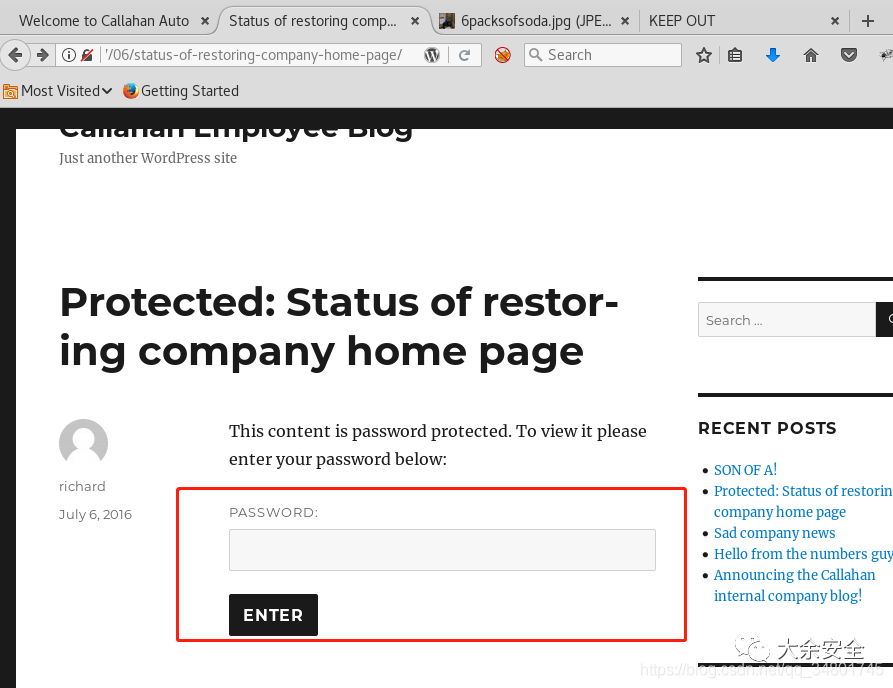 Welcome to Callahan Auto
Status of restoring comp...
6packsofsoda.jpg (JPE...
KEEP OUT
'/06/status-of-restoring-company-home-page/
Search
Most Visited
Getting Started
Callahan Employee Blog
Just another WordPress site
Protected: Status of restor-
ing company home page
Search ...
RECENT POSTS
This content is password protected. To view it please
enter your password below:
SON OF A!
richard
Protected: Status of restorin
company home page
July 6, 2016
PASSWORD:
Sad company news
Hello from the numbers guy
Announcing the Callahan
internal company blog!
ENTER
大余安全
https://blog.csdn.net/qq_34801745